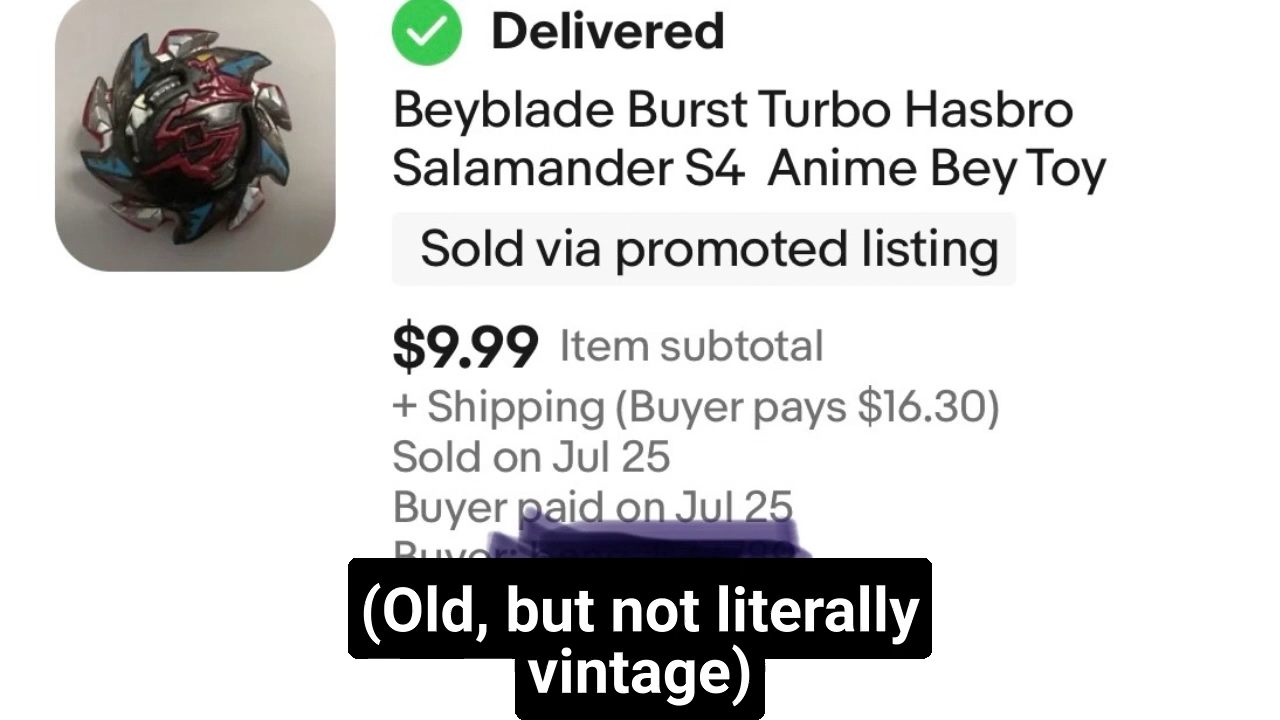 Delivered
Beyblade Burst Turbo Hasbro
Salamander S4 Anime Bey Toy
Sold via promoted listing
$9.99 Item subtotal
+ Shipping (Buyer pays $16.30)
Sold on Jul 25
Buyer paid on Jul 25
Buyer:
(Old, but not literally
vintage)